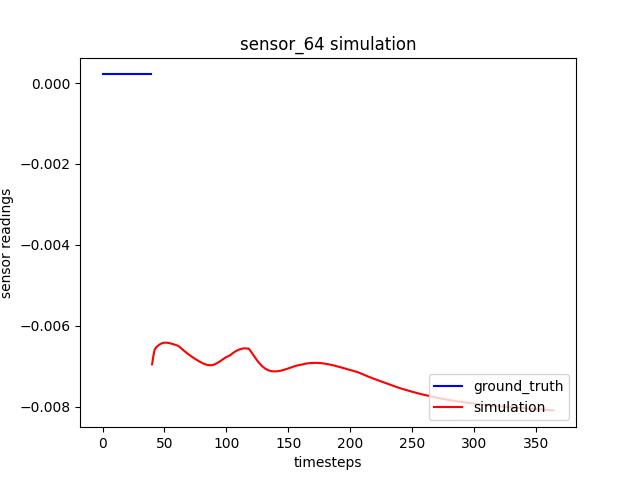 sensor_64 simulation
sensor readings
0.000
−0.002
−0.004
−0.006
−0.008
0 50 100 150 200 250 300 350
timesteps
ground_truth
simulation